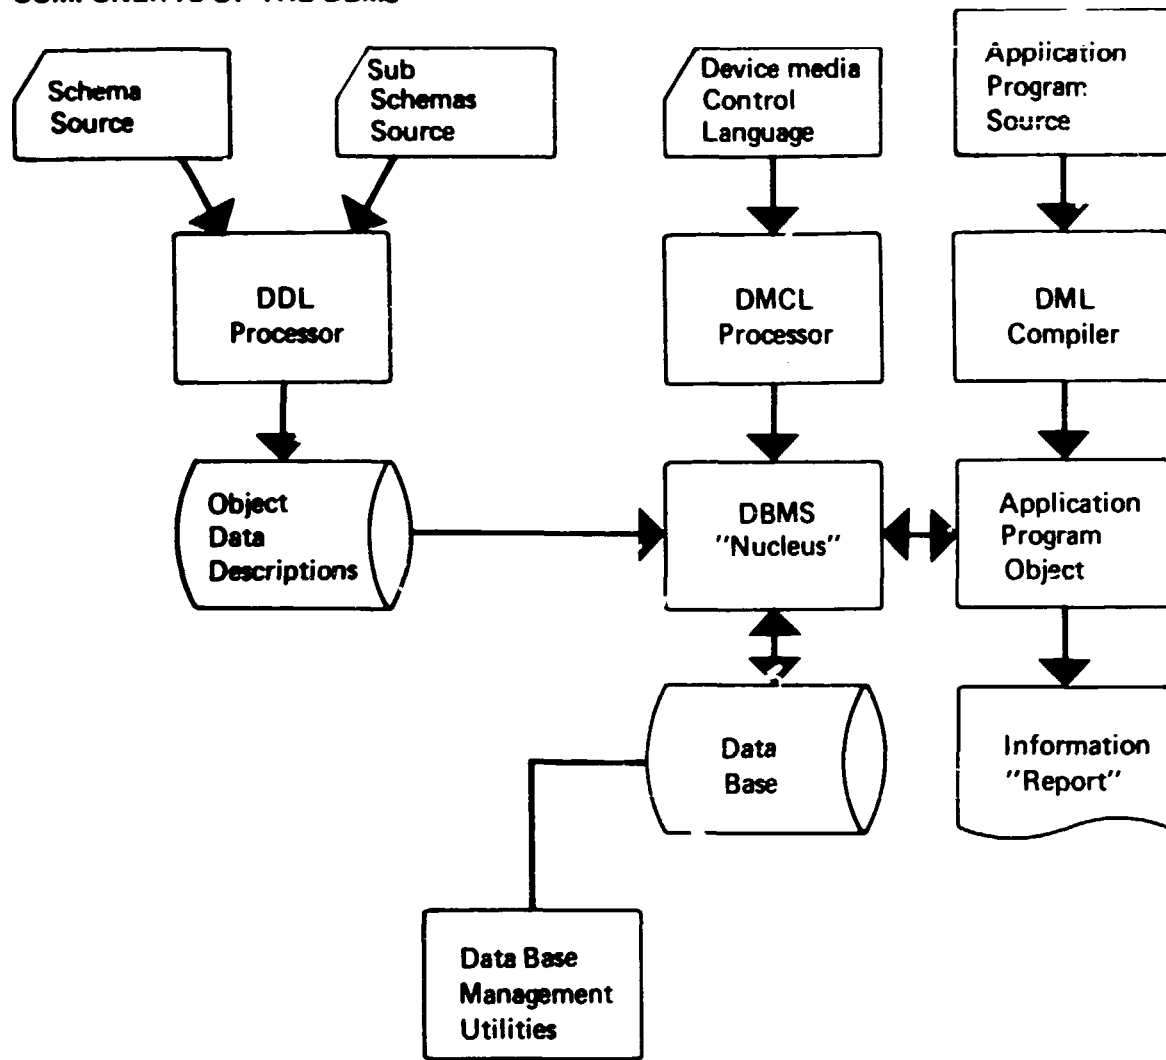 Schema
Source
Sub
Schemas
Source
Device media
Control
Language
Application
Program
Source
DDL
Processor
DMCL
Processor
DML
Compiler
Object
Data
Descriptions
DBMS
"Nucleus"
Application
Program
Object
Data
Base
Information
"Report"
Data Base
Management
Utilities